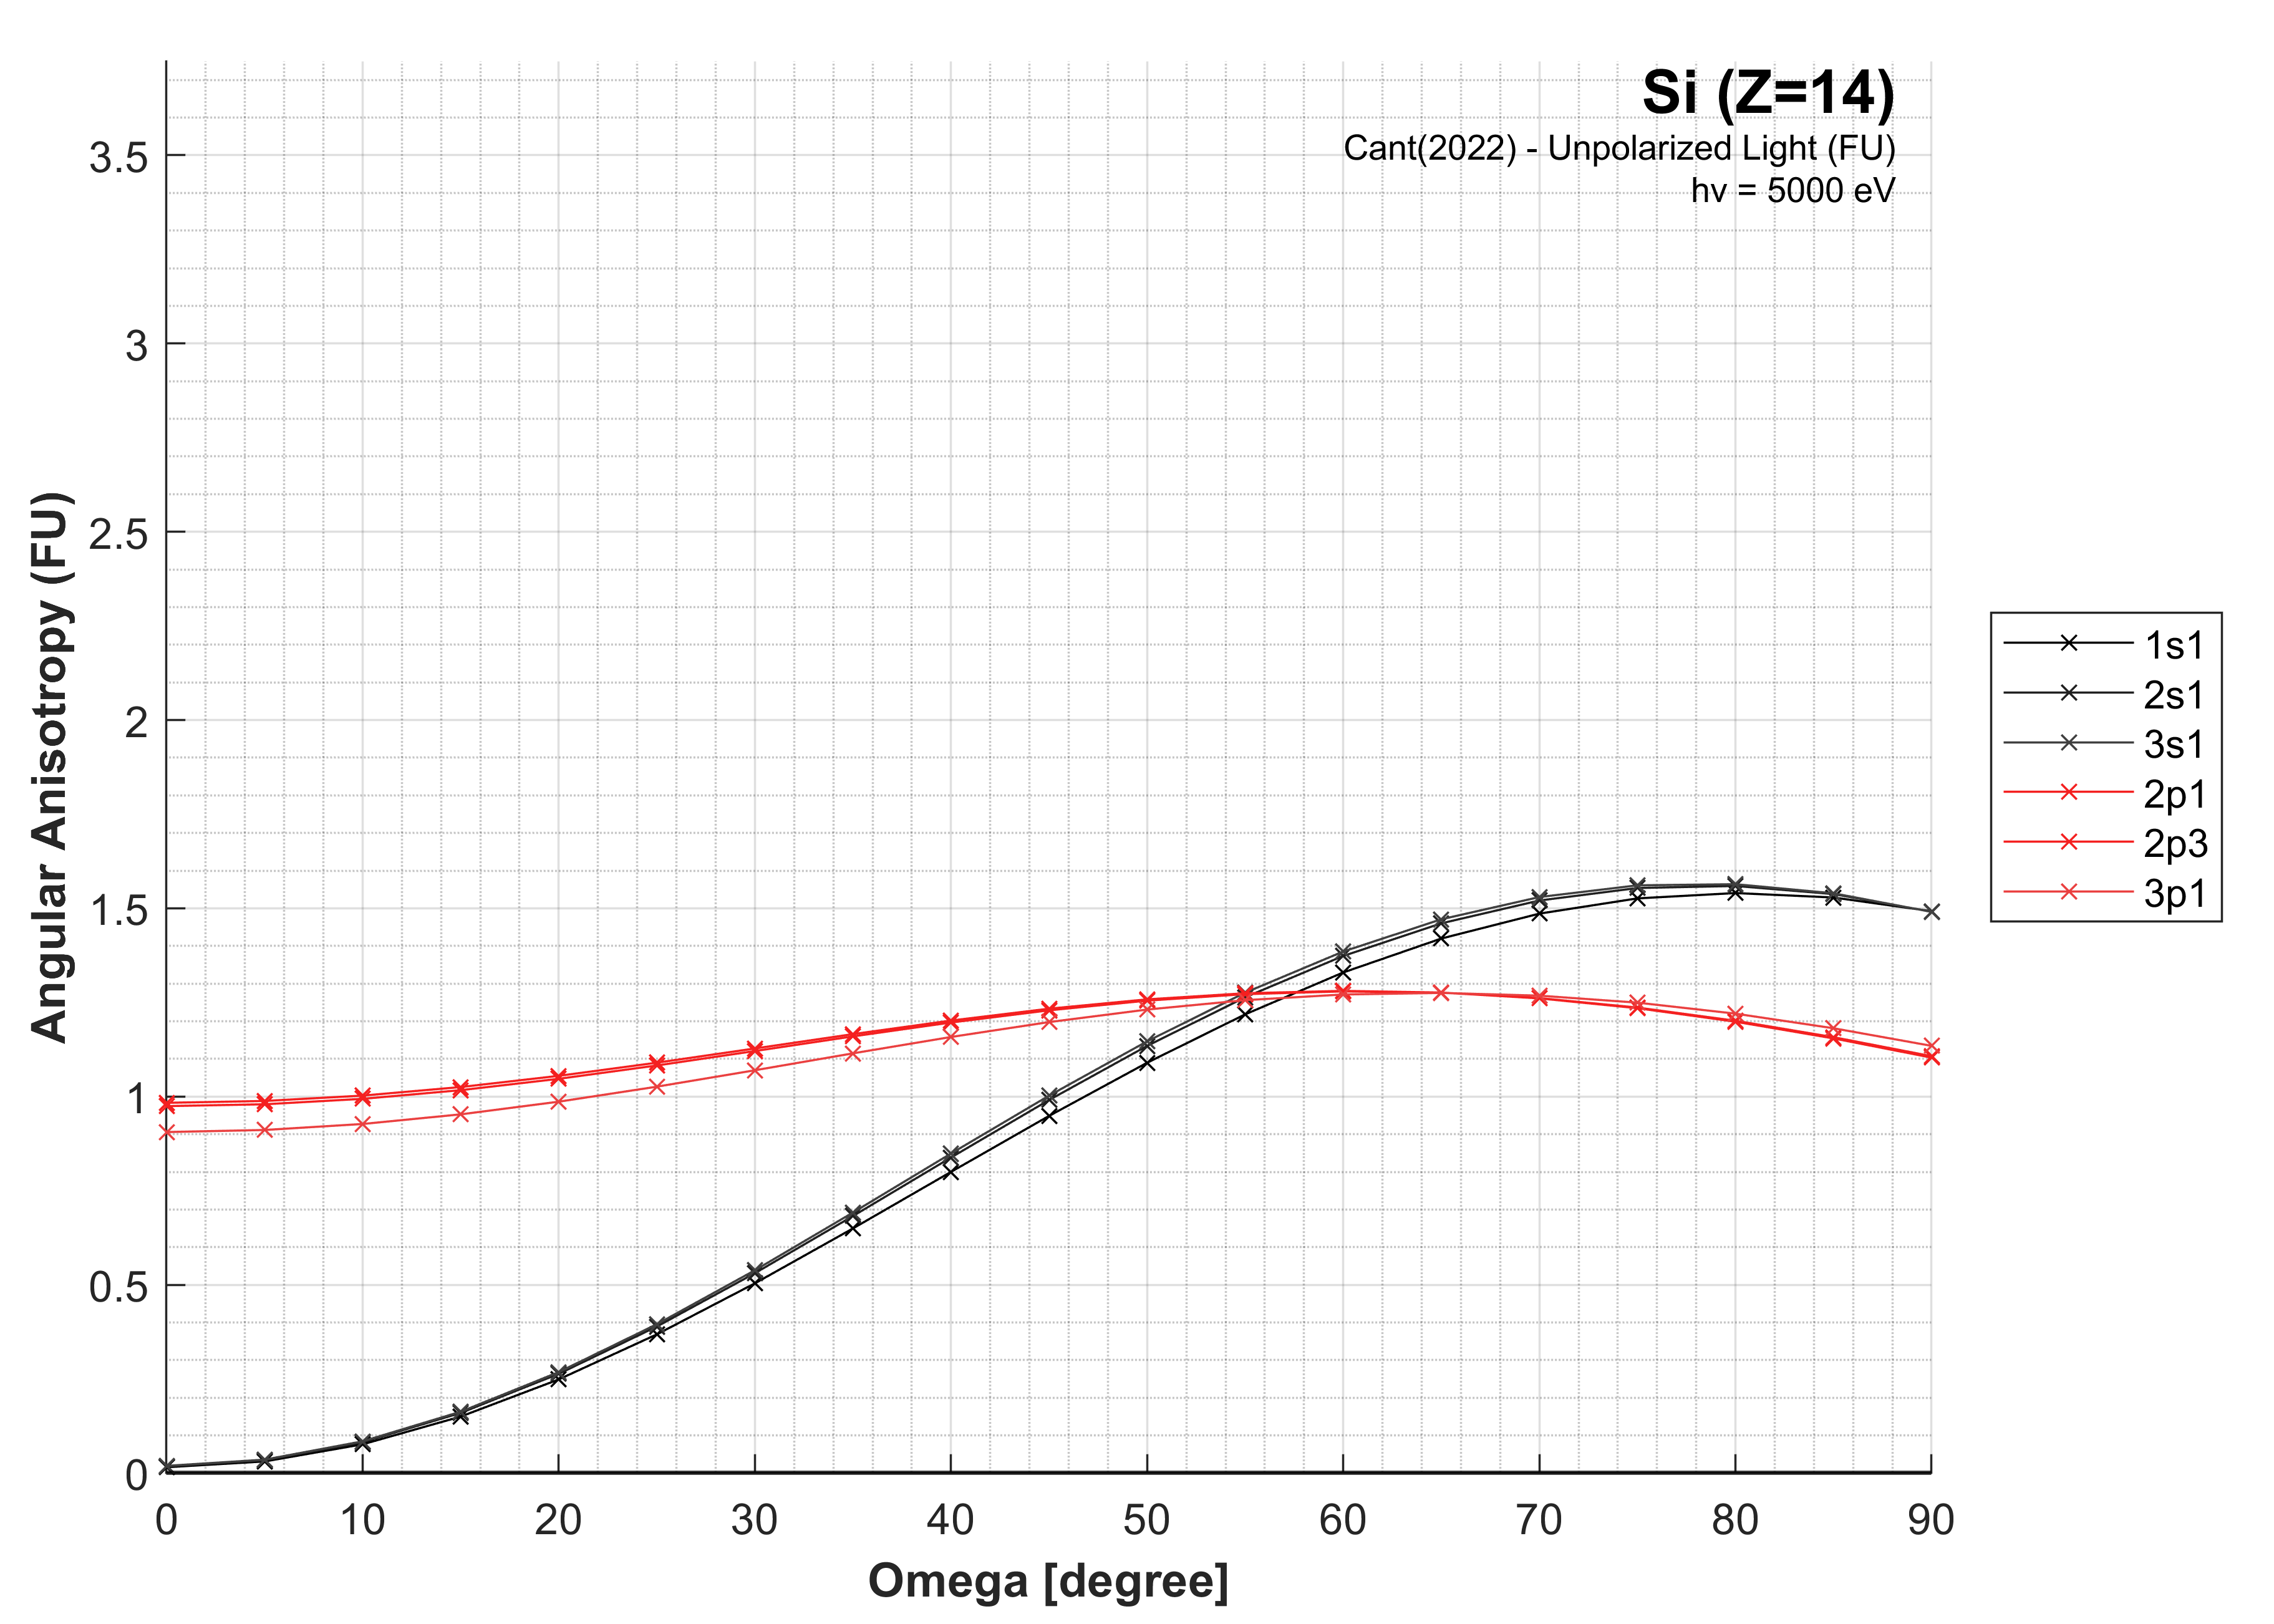 Si (Z=14)
Cant(2022) - Unpolarized Light (FU)
hv = 5000 eV
Angular Anisotropy (FU)
3.5
3
2.5
2
1.5
1
0.5
0
0 10 20 30 40 50 60 70 80 90
Omega [degree]
1s1
2s1
3s1
2p1
2p3
3p1